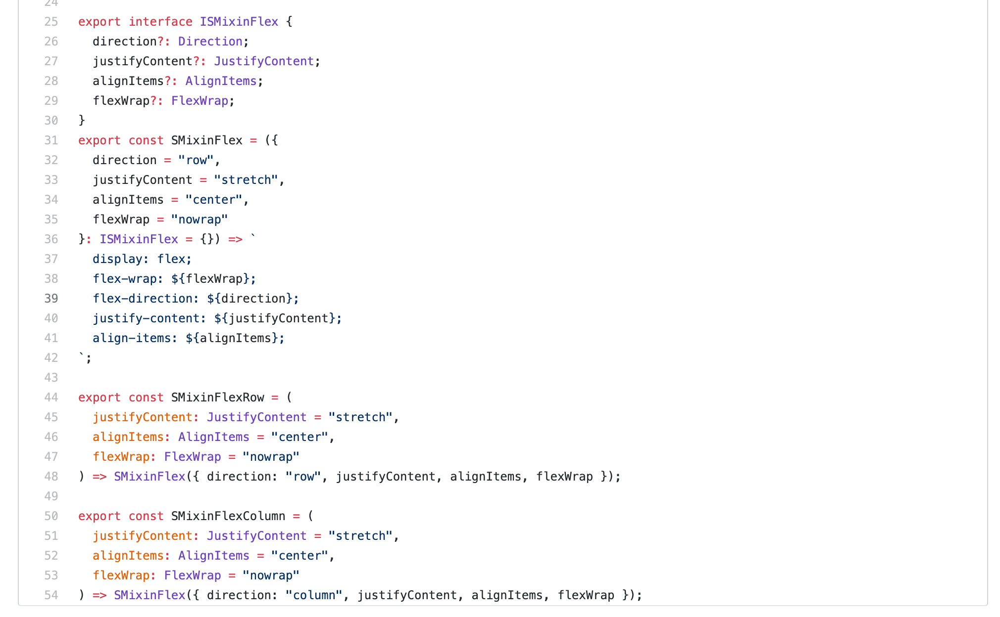 24
25 export interface ISMixinFlex {
26   direction?: Direction;
27   justifyContent?: JustifyContent;
28   alignItems?: AlignItems;
29   flexWrap?: FlexWrap;
30 }
31 export const SMixinFlex = ({
32   direction = "row",
33   justifyContent = "stretch",
34   alignItems = "center",
35   flexWrap = "nowrap"
36 }: ISMixinFlex = {}) => `
37   display: flex;
38   flex-wrap: ${flexWrap};
39   flex-direction: ${direction};
40   justify-content: ${justifyContent};
41   align-items: ${alignItems};
42 `;
43
44 export const SMixinFlexRow = (
45   justifyContent: JustifyContent = "stretch",
46   alignItems: AlignItems = "center",
47   flexWrap: FlexWrap = "nowrap"
48 ) => SMixinFlex({ direction: "row", justifyContent, alignItems, flexWrap });
49
50 export const SMixinFlexColumn = (
51   justifyContent: JustifyContent = "stretch",
52   alignItems: AlignItems = "center",
53   flexWrap: FlexWrap = "nowrap"
54 ) => SMixinFlex({ direction: "column", justifyContent, alignItems, flexWrap });